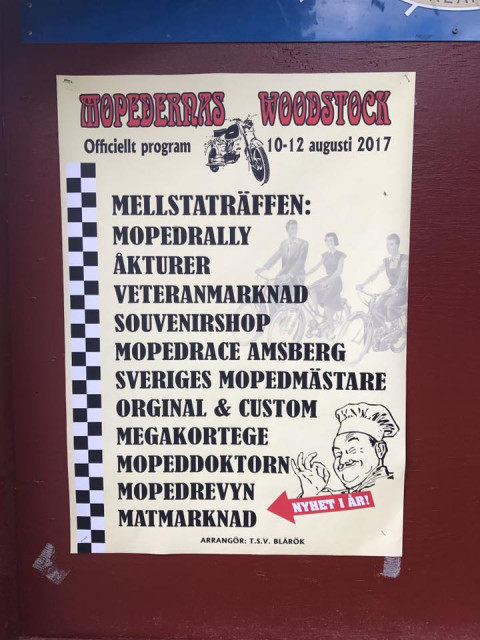 MOPEDERNAS WOODSTOCK
Officiellt program 10-12 augusti 2017
MELLSTATRÄFFEN:
MOPEDRALLY
ÅKTURER
VETERANMARKNAD
SOUVENIRSHOP
MOPEDRACE AMSBERG
SVERIGES MOPEDMÄSTARE
ORGINAL & CUSTOM
MEGAKORTEGE
MOPEDDOKTORN
MOPEDREVYN
MATMARKNAD
NYHET I ÅR!
ARRANGÖR: T.S.V. BLÅRÖK